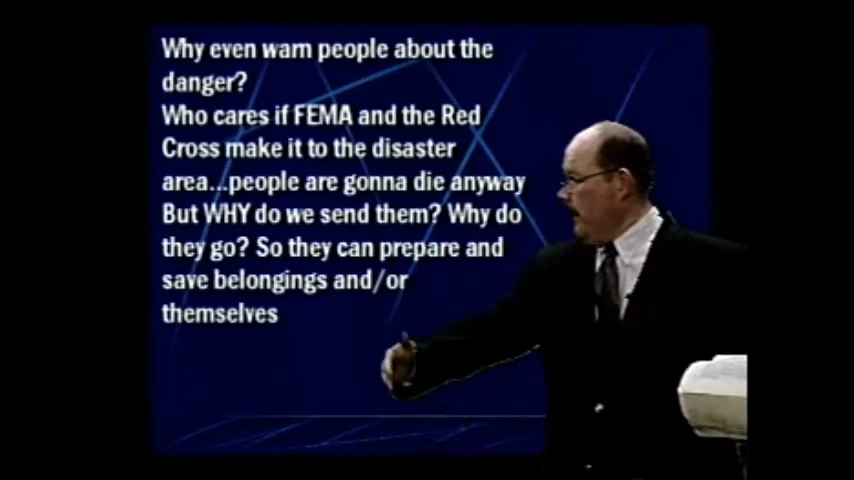 Why even warn people about the
danger?
Who cares if FEMA and the Red
Cross make it to the disaster
area...people are gonna die anyway
But WHY do we send them? Why do
they go? So they can prepare and
save belongings and/or
themselves